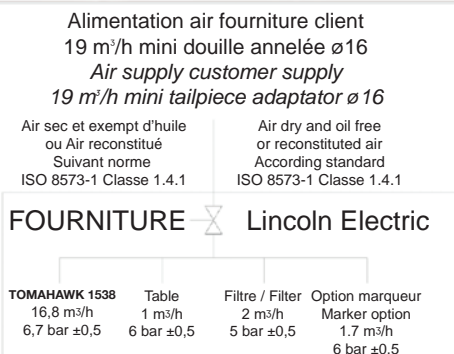 Alimentation air fourniture client
19 m³/h mini douille annelée ø16
Air supply customer supply
19 m³/h mini tailpiece adaptator ø16
Air sec et exempt d'huile
ou Air reconstitué
Suivant norme
ISO 8573-1 Classe 1.4.1
Air dry and oil free
or reconstituted air
According standard
ISO 8573-1 Classe 1.4.1
FOURNITURE Lincoln Electric
TOMAHAWK 1538
16,8 m³/h
6,7 bar ±0,5
Table
1 m³/h
6 bar ±0,5
Filtre / Filter
2 m³/h
5 bar ±0,5
Option marqueur
Marker option
1.7 m³/h
6 bar ±0.5